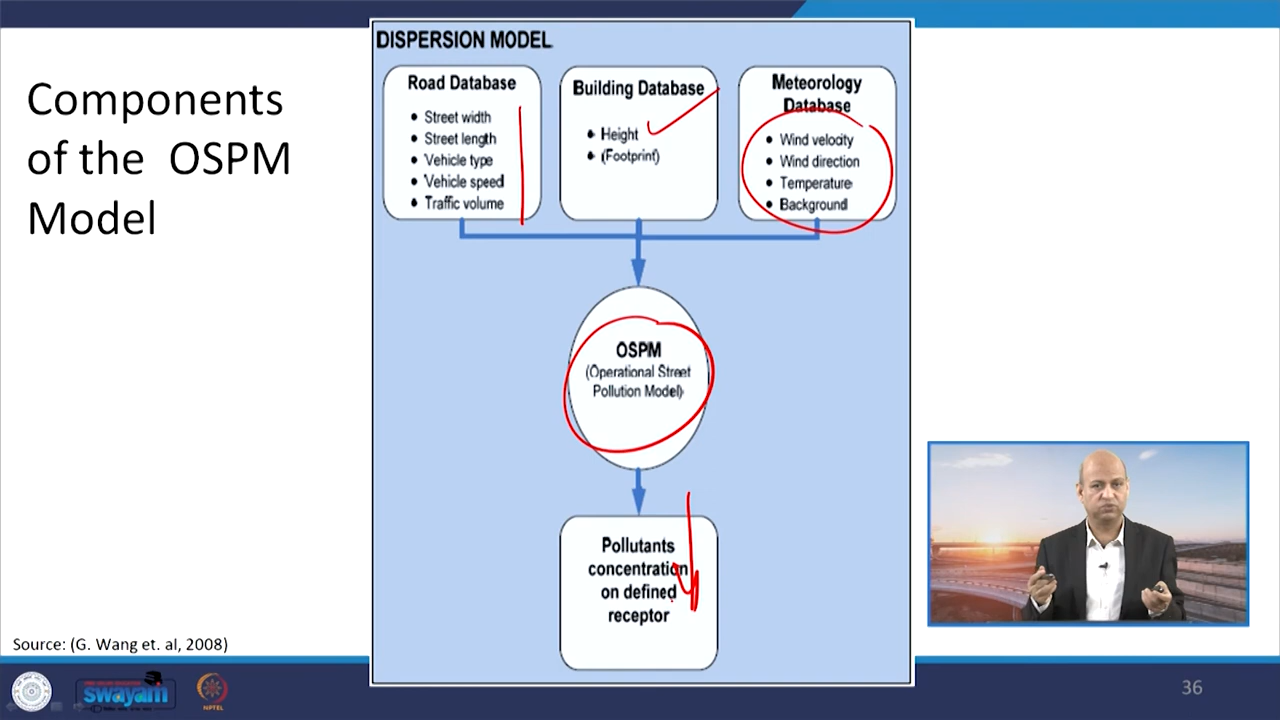 Components
of the OSPM
Model
DISPERSION MODEL
Road Database
• Street width
• Street length
• Vehicle type
• Vehicle speed
• Traffic volume
Building Database
• Height
• (Footprint)
Meteorology
Database
• Wind velocity
• Wind direction
• Temperature
• Background
OSPM
(Operational Street
Pollution Model)
Pollutants
concentration
on defined
receptor
Source: (G. Wang et. al, 2008)
swayam
NPTEL
36